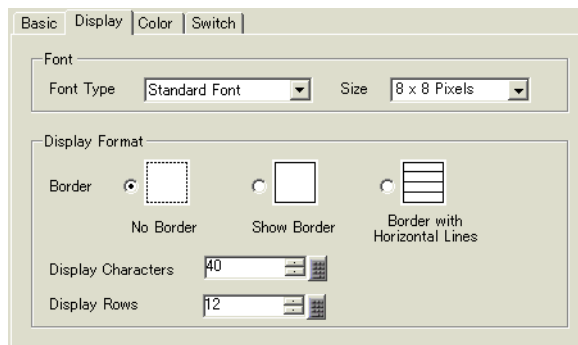 Basic Display Color Switch
Font
Font Type Standard Font Size 8 x 8 Pixels
Display Format
Border
No Border Show Border Border with
Horizontal Lines
Display Characters 40
Display Rows 12